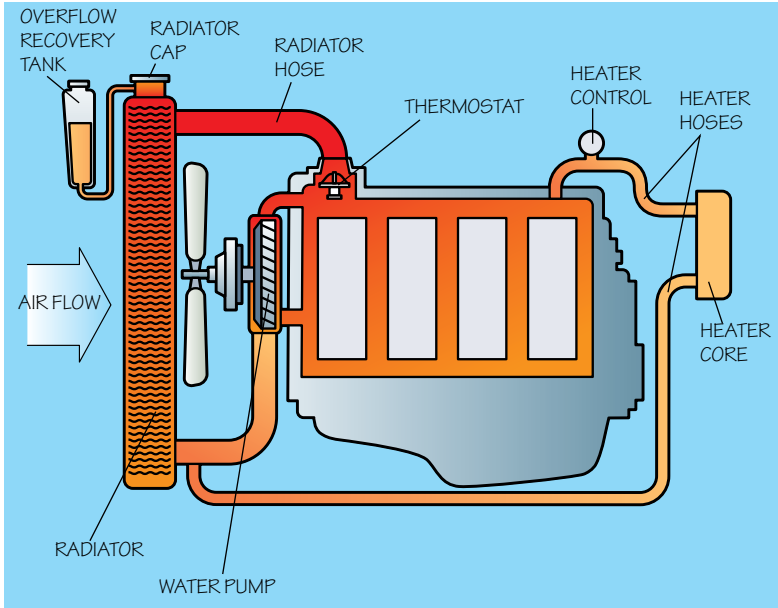 OVERFLOW
RECOVERY
TANK
RADIATOR
CAP
RADIATOR
HOSE
THERMOSTAT
HEATER
CONTROL
HEATER
HOSES
AIR FLOW
HEATER
CORE
RADIATOR
WATER PUMP